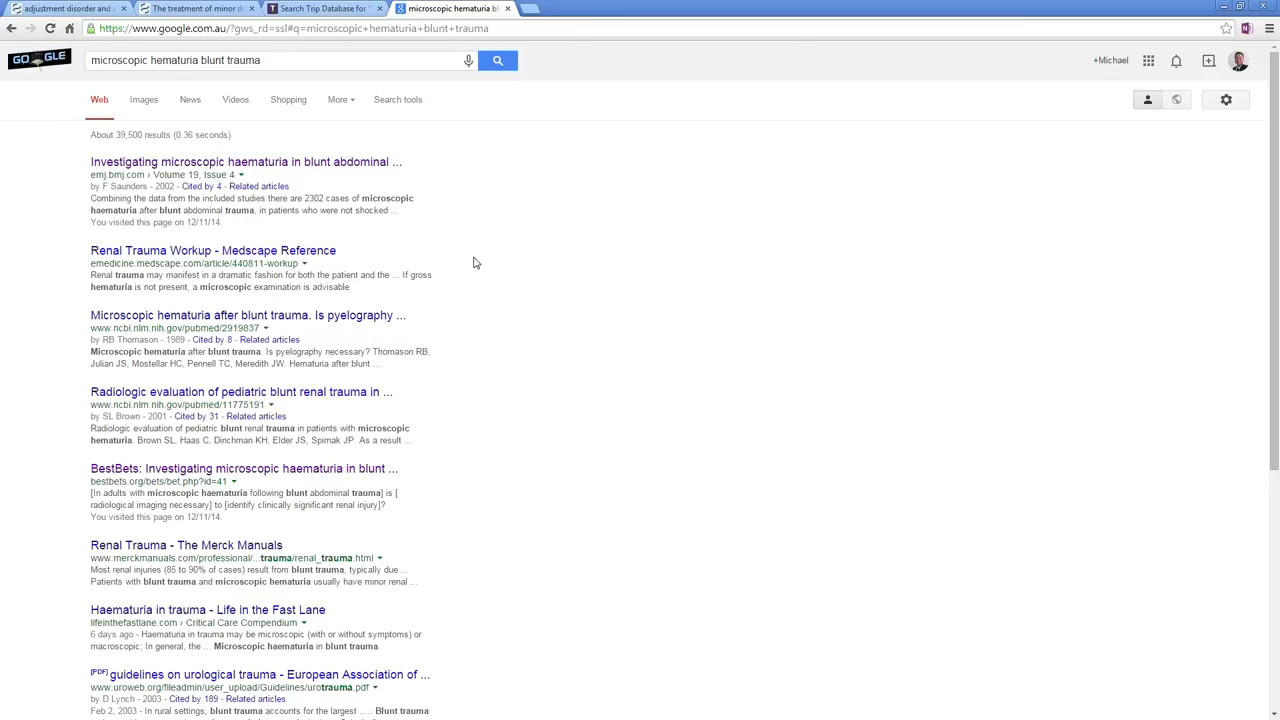 adjustment disorder and s
The treatment of minor d
Search Trip Database for
microscopic hematuria bl
https://www.google.com.au/?gws_rd=ssl#q=microscopic+hematuria+blunt+trauma
GO GLE
microscopic hematuria blunt trauma
+Michael
Web Images News Videos Shopping More Search tools
About 39,500 results (0.36 seconds)
Investigating microscopic haematuria in blunt abdominal ...
emj.bmj.com › Volume 19, Issue 4
by F Saunders - 2002 - Cited by 4 - Related articles
Combining the data from the included studies there are 2302 cases of microscopic
haematuria after blunt abdominal trauma, in patients who were not shocked ...
You visited this page on 12/11/14.
Renal Trauma Workup - Medscape Reference
emedicine.medscape.com/article/440811-workup
Renal trauma may manifest in a dramatic fashion for both the patient and the ... If gross
hematuria is not present, a microscopic examination is advisable.
Microscopic hematuria after blunt trauma. Is pyelography ...
www.ncbi.nlm.nih.gov/pubmed/2919837
by RB Thomason - 1989 - Cited by 8 - Related articles
Microscopic hematuria after blunt trauma. Is pyelography necessary? Thomason RB,
Julian JS, Mostellar HC, Pennell TC, Meredith JW. Hematuria after blunt ...
Radiologic evaluation of pediatric blunt renal trauma in ...
www.ncbi.nlm.nih.gov/pubmed/11775191
by SL Brown - 2001 - Cited by 31 - Related articles
Radiologic evaluation of pediatric blunt renal trauma in patients with microscopic
hematuria. Brown SL, Haas C, Dinchman KH, Elder JS, Spirnak JP. As a result ...
BestBets: Investigating microscopic haematuria in blunt ...
bestbets.org/bets/bet.php?id=41
[In adults with microscopic haematuria following blunt abdominal trauma] is [
radiological imaging necessary] to [identify clinically significant renal injury]?
You visited this page on 12/11/14.
Renal Trauma - The Merck Manuals
www.merckmanuals.com/professional/...trauma/renal_trauma.html
Most renal injuries (85 to 90% of cases) result from blunt trauma, typically due ...
Patients with blunt trauma and microscopic hematuria usually have minor renal ...
Haematuria in trauma - Life in the Fast Lane
lifeinthefastlane.com › Critical Care Compendium
6 days ago - Haematuria in trauma may be microscopic (with or without symptoms) or
macroscopic; In general, the ... Microscopic haematuria in blunt trauma.
[PDF] guidelines on urological trauma - European Association of ...
www.uroweb.org/fileadmin/user_upload/Guidelines/urotrauma.pdf
by D Lynch - 2003 - Cited by 189 - Related articles
Feb 2, 2003 - In rural settings, blunt trauma accounts for the largest ..... Blunt trauma